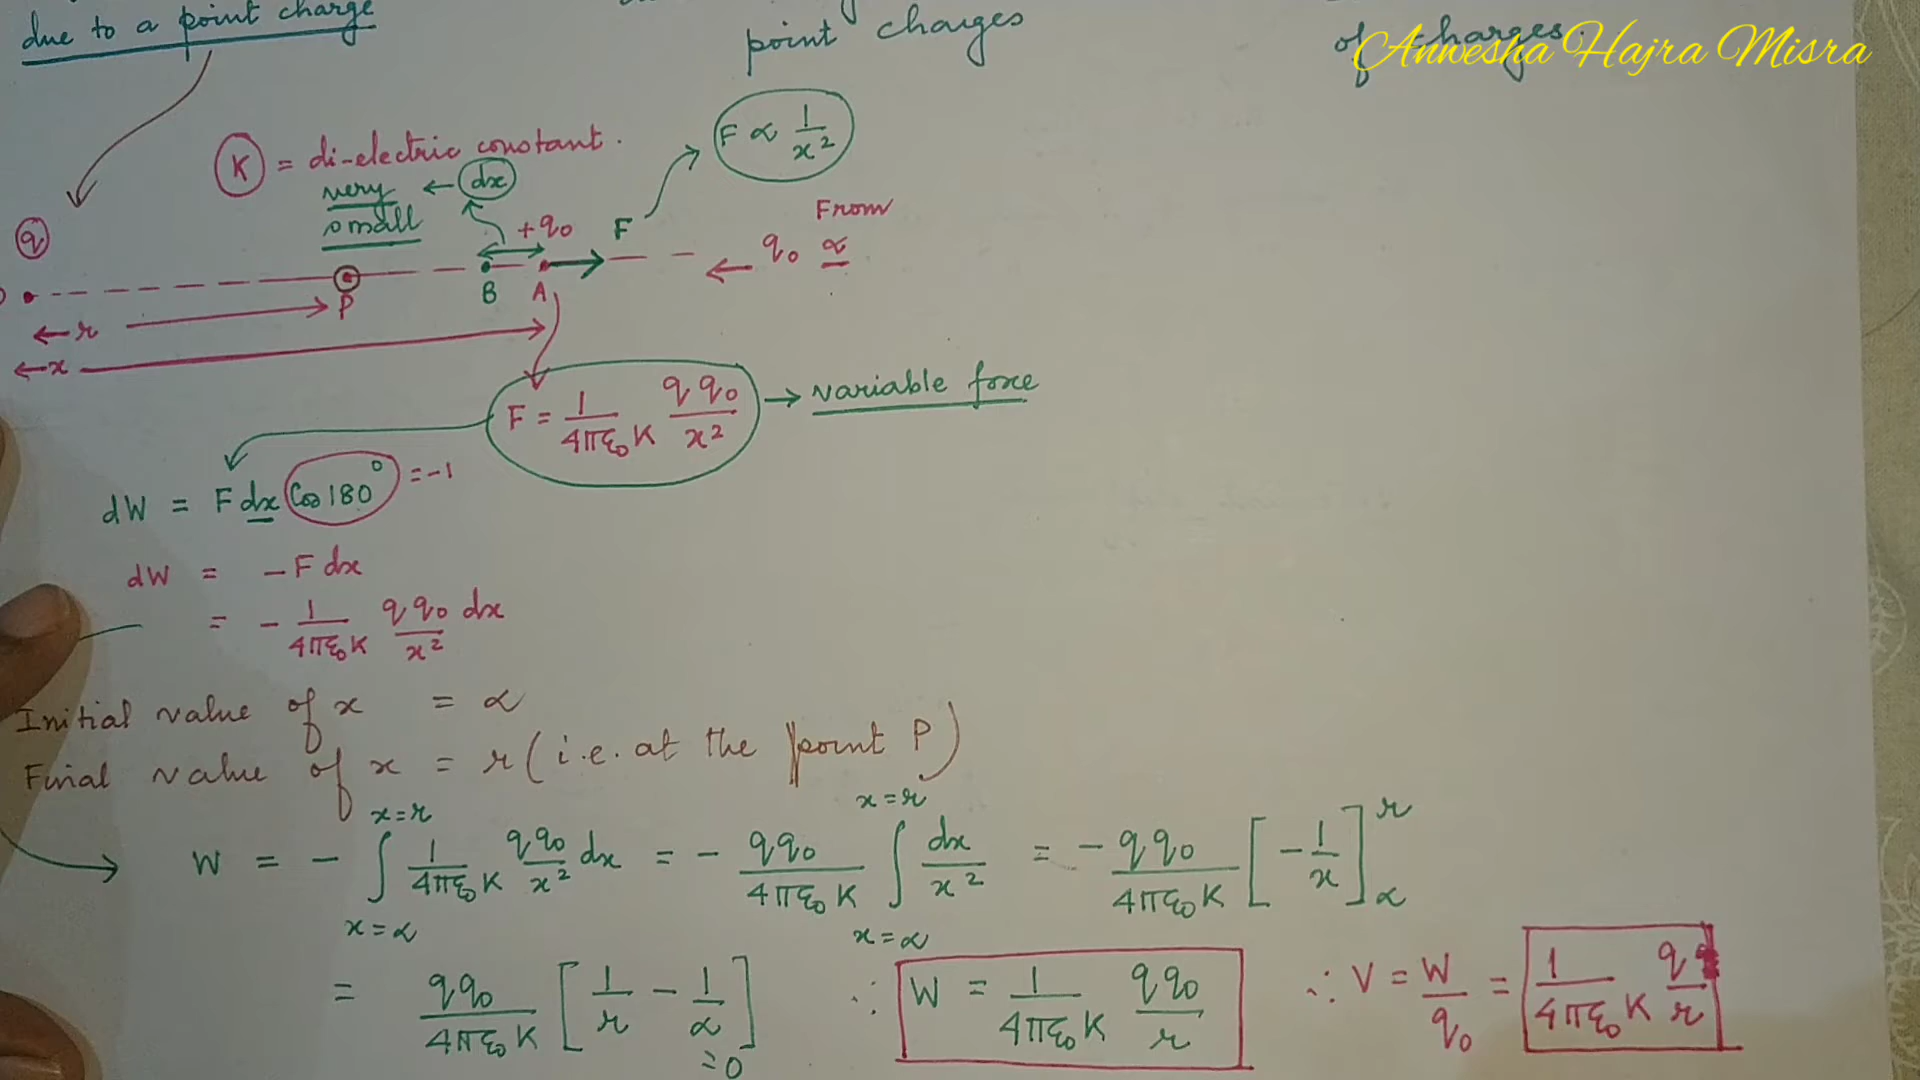 due to a point charge
point charges
of charges.
Anwesha Hajra Misra
F ∝ 1/x²
K = di-electric constant.
very small ← dx
q
+q₀
F
From
q₀ ∝
P
B
A
← r
← x
F = 1/4πε₀K qq₀/x² → variable force
dW = F dx Cos 180° = -1
dW = - F dx
= - 1/4πε₀K qq₀/x² dx
Initial value of x = ∝
Final value of x = r (i.e. at the point P)
W = - ∫_{x=∝}^{x=r} 1/4πε₀K qq₀/x² dx = - qq₀/4πε₀K ∫_{x=∝}^{x=r} dx/x² = - qq₀/4πε₀K [-1/x]_{∝}^{r}
= qq₀/4πε₀K [1/r - 1/∝] ∴ W = 1/4πε₀K qq₀/r ∴ V = W/q₀ = 1/4πε₀K q/r
= 0